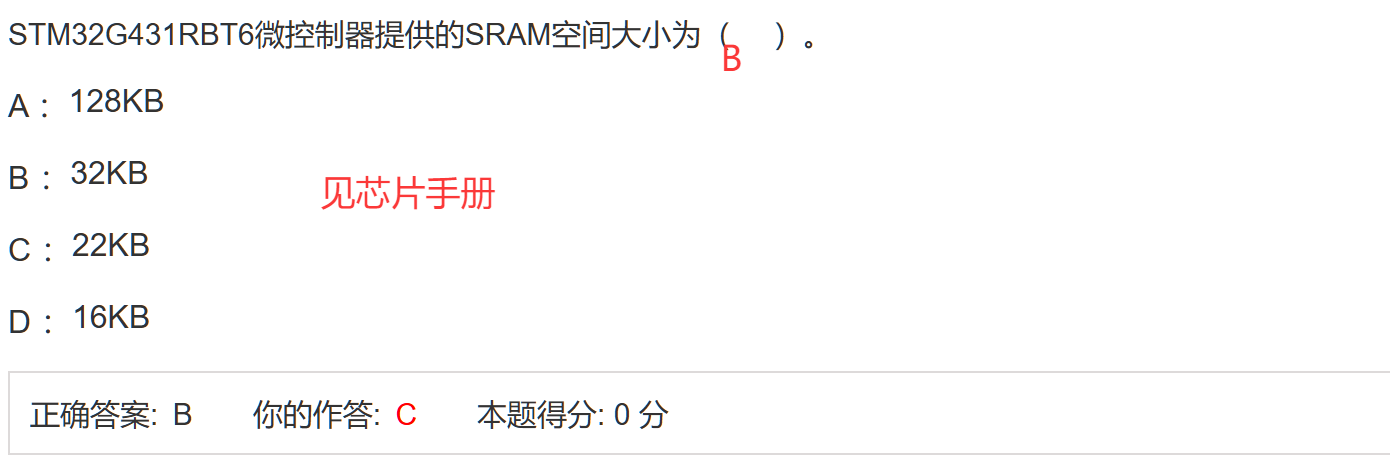 STM32G431RBT6微控制器提供的SRAM空间大小为（ ）。
B
A： 128KB
B： 32KB
见芯片手册
C： 22KB
D： 16KB
正确答案: B 你的作答: C 本题得分: 0 分